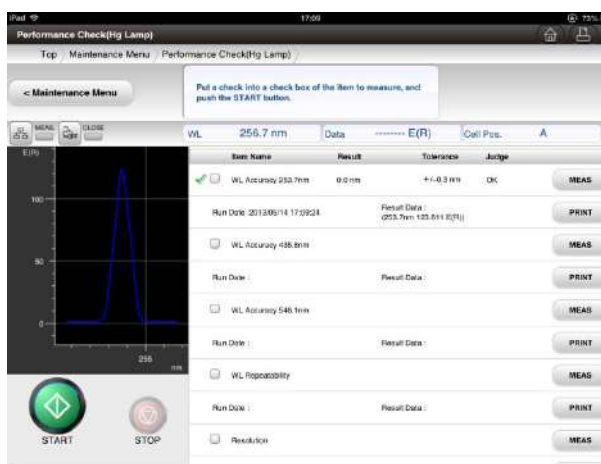 iPad 17:09 73%
Performance Check(Hg Lamp)
Top Maintenance Menu Performance Check(Hg Lamp)
< Maintenance Menu
Put a check into a check box of the item to measure, and
push the START button.
MEAS CLOSE
WL 256.7 nm Data -------- E(R) Cell Pos. A
E(R)
100
50
0
256
nm
START STOP
Item Name Result Tolerance Judge
WL Accuracy 253.7nm 0.0 nm +/-0.3 nm OK MEAS
Run Date :2013/06/14 17:09:24 Result Data : PRINT
(253.7nm 123.811 E(R))
WL Accuracy 435.8nm MEAS
Run Date : Result Data : PRINT
WL Accuracy 546.1nm MEAS
Run Date : Result Data : PRINT
WL Repeatability MEAS
Run Date : Result Data : PRINT
Resolution MEAS